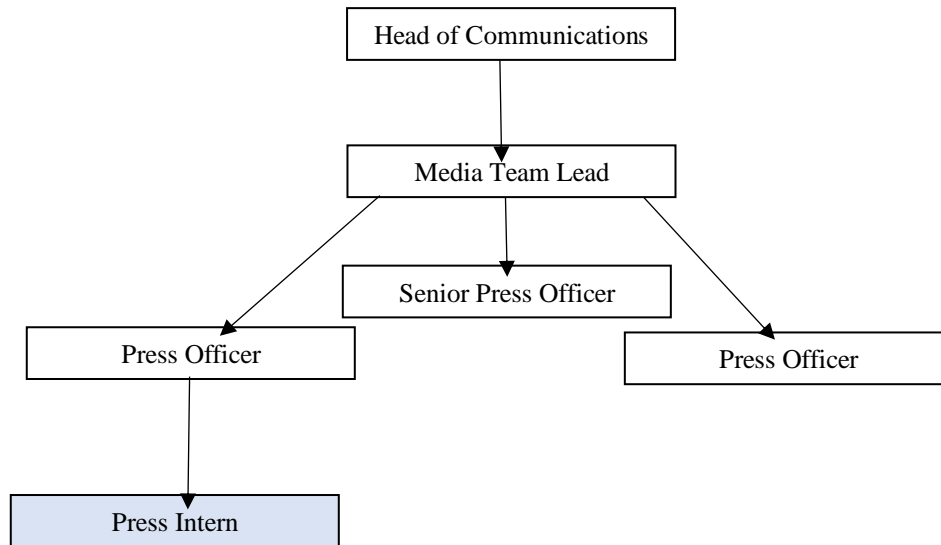 Head of Communications
Media Team Lead
Senior Press Officer
Press Officer
Press Officer
Press Intern